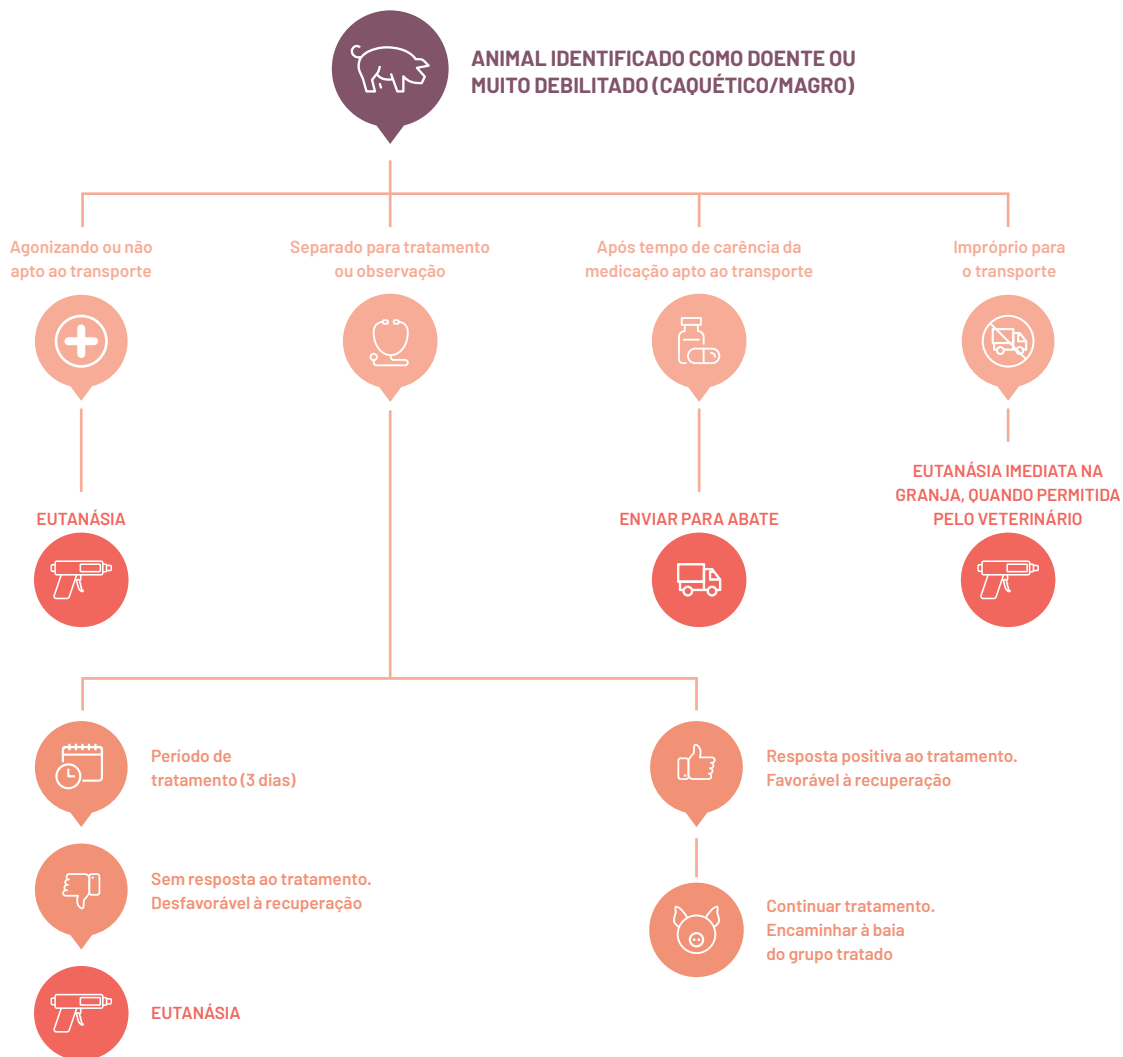 ANIMAL IDENTIFICADO COMO DOENTE OU
MUITO DEBILITADO (CAQUÉTICO/MAGRO)
Agonizando ou não
apto ao transporte
Separado para tratamento
ou observação
Após tempo de carência da
medicação apto ao transporte
Impróprio para
o transporte
EUTANÁSIA
ENVIAR PARA ABATE
EUTANÁSIA IMEDIATA NA
GRANJA, QUANDO PERMITIDA
PELO VETERINÁRIO
Período de
tratamento (3 dias)
Sem resposta ao tratamento.
Desfavorável à recuperação
EUTANÁSIA
Resposta positiva ao tratamento.
Favorável à recuperação
Continuar tratamento.
Encaminhar à baia
do grupo tratado